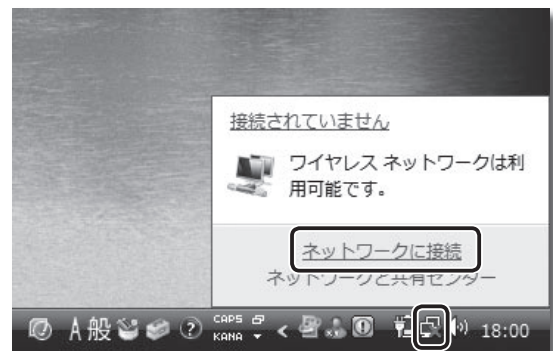 接続されていません
ワイヤレス ネットワークは利
用可能です。
ネットワークに接続
ネットワークと共有センター
A 般 CAPS KANA 18:00